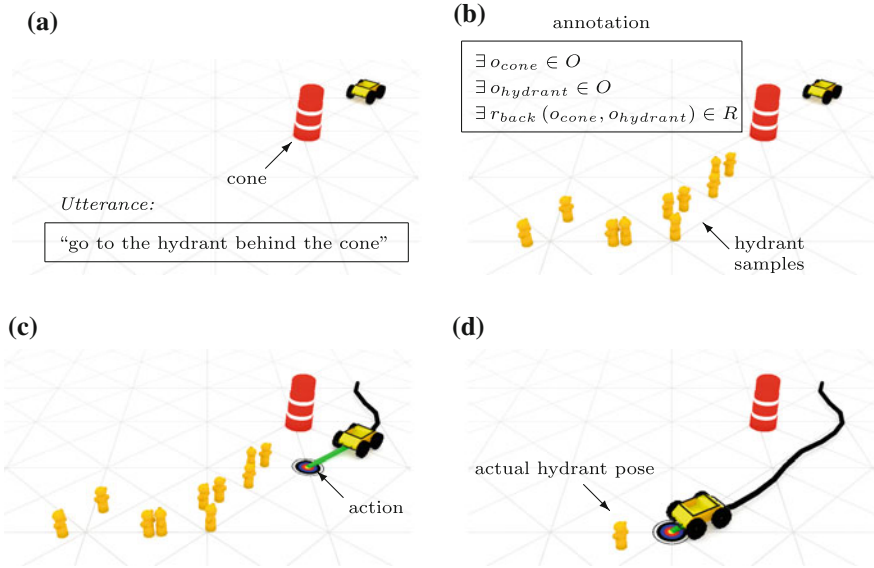 (a)
cone
Utterance:
“go to the hydrant behind the cone”
(b)
annotation
∃ o_cone ∈ O
∃ o_hydrant ∈ O
∃ r_back (o_cone, o_hydrant) ∈ R
hydrant
samples
(c)
action
(d)
actual hydrant pose